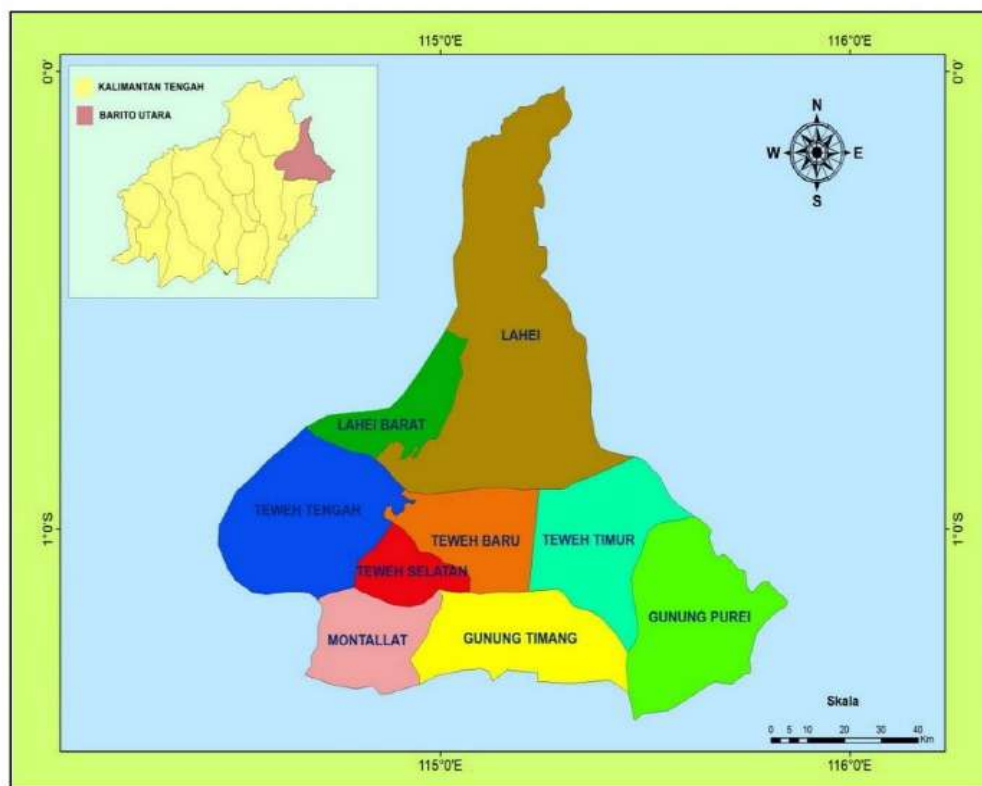 115°0'E 116°0'E
0°0' 0°0'
KALIMANTAN TENGAH
BARITO UTARA
N
W E
S
LAHEI
LAHEI BARAT
TEWEH TENGAH
TEWEH BARU
TEWEH TIMUR
1°0'S 1°0'S
TEWEH SELATAN
GUNUNG PUREI
MONTALLAT
GUNUNG TIMANG
Skala
0 5 10 20 30 40
Km
115°0'E 116°0'E